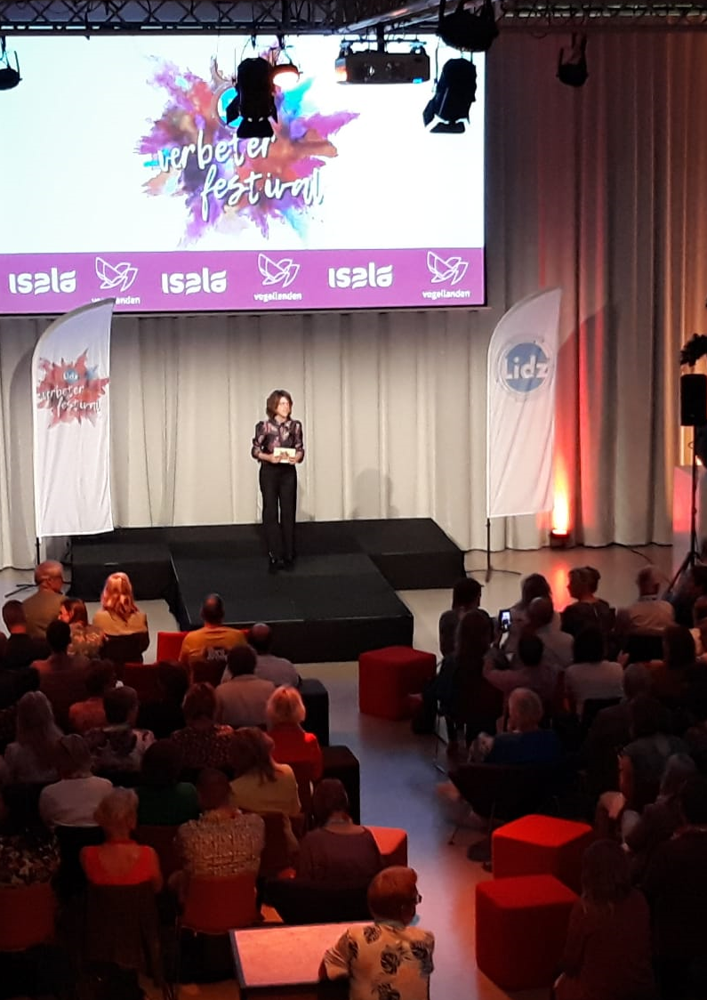 verbeter
festival
Isala
vogellanden
Isala
vogellanden
Isala
vogellanden
Lidz
verbeter
festival
Lidz